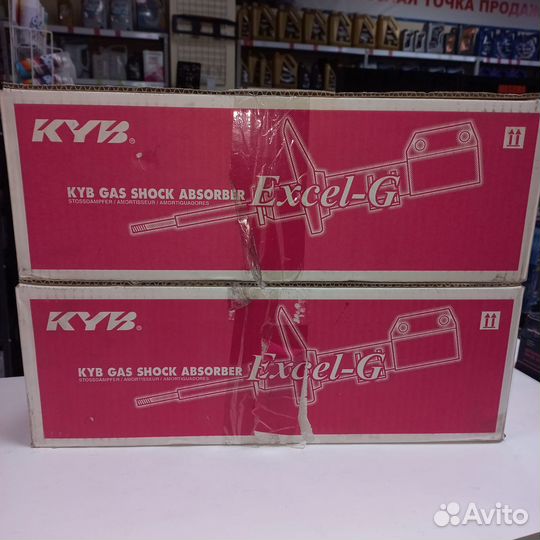 НАЯ ТОЧКА ПРОДАЖ
KYB®
KYB GAS SHOCK ABSORBER Excel-G
STOSSDAMPFER / AMORTISSEUR / AMORTIGUADORES
KYB®
KYB GAS SHOCK ABSORBER Excel-G
STOSSDAMPFER / AMORTISSEUR / AMORTIGUADORES
Avito